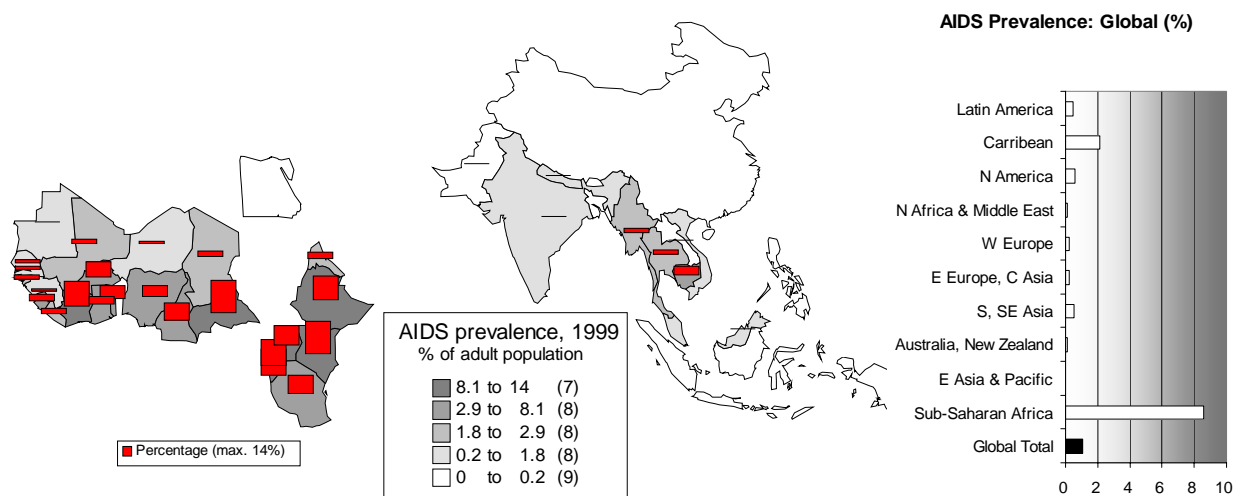 AIDS Prevalence: Global (%)
Latin America
Carribean
N America
N Africa & Middle East
W Europe
E Europe, C Asia
S, SE Asia
Australia, New Zealand
E Asia & Pacific
Sub-Saharan Africa
Global Total
0 2 4 6 8 10
AIDS prevalence, 1999
% of adult population
8.1 to 14 (7)
2.9 to 8.1 (8)
1.8 to 2.9 (8)
0.2 to 1.8 (8)
0 to 0.2 (9)
Percentage (max. 14%)